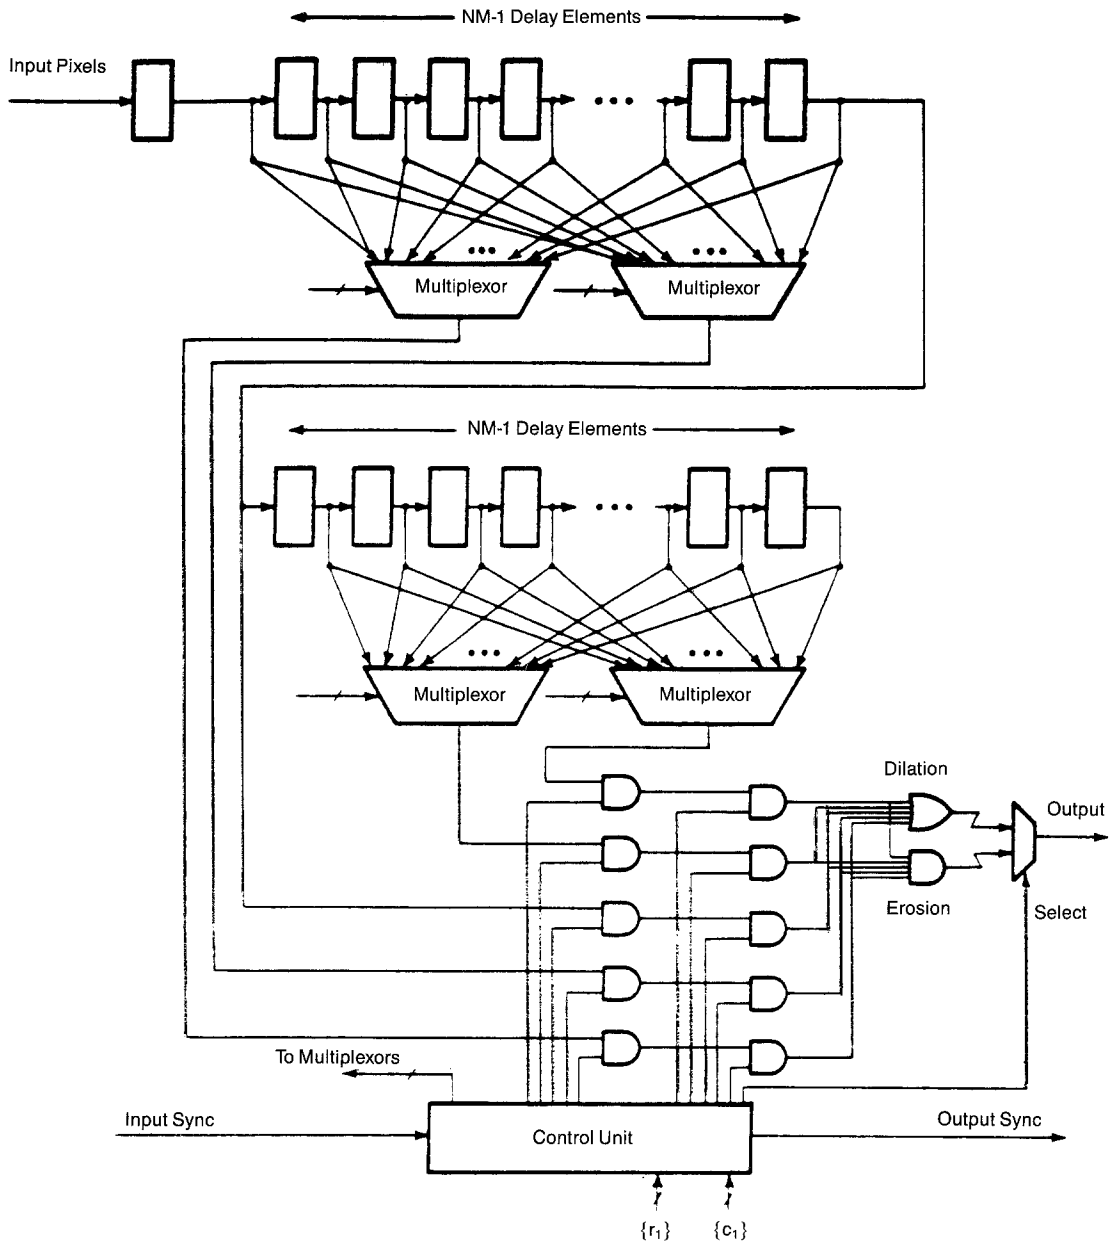 NM-1 Delay Elements
Input Pixels
Multiplexor
Multiplexor
NM-1 Delay Elements
Multiplexor
Multiplexor
Dilation
Output
Erosion
Select
To Multiplexors
Input Sync
Control Unit
Output Sync
{r1}
{c1}